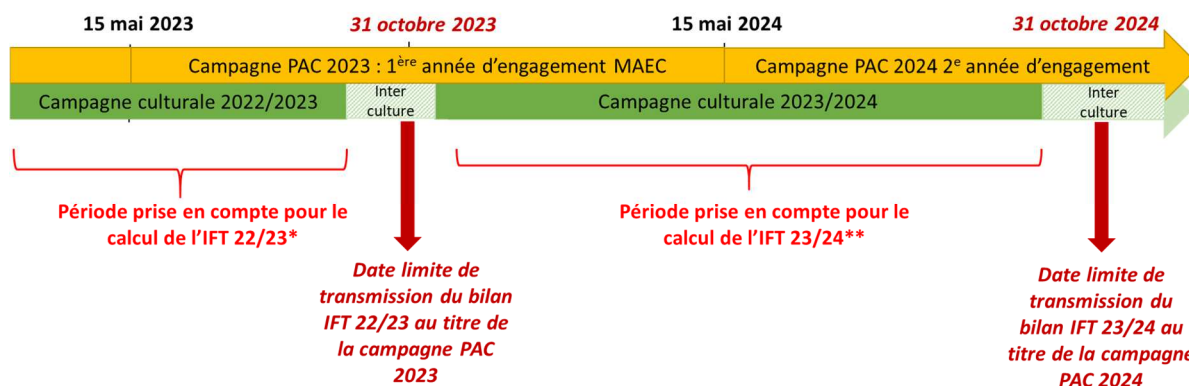 15 mai 2023
31 octobre 2023
15 mai 2024
31 octobre 2024
Campagne PAC 2023 : 1ère année d’engagement MAEC
Campagne PAC 2024 2e année d’engagement
Campagne culturale 2022/2023
Inter
culture
Campagne culturale 2023/2024
Inter
culture
Période prise en compte pour le
calcul de l’IFT 22/23*
Période prise en compte pour le
calcul de l’IFT 23/24**
Date limite de
transmission du bilan
IFT 22/23 au titre de
la campagne PAC
2023
Date limite de
transmission du
bilan IFT 23/24 au
titre de la campagne
PAC 2024